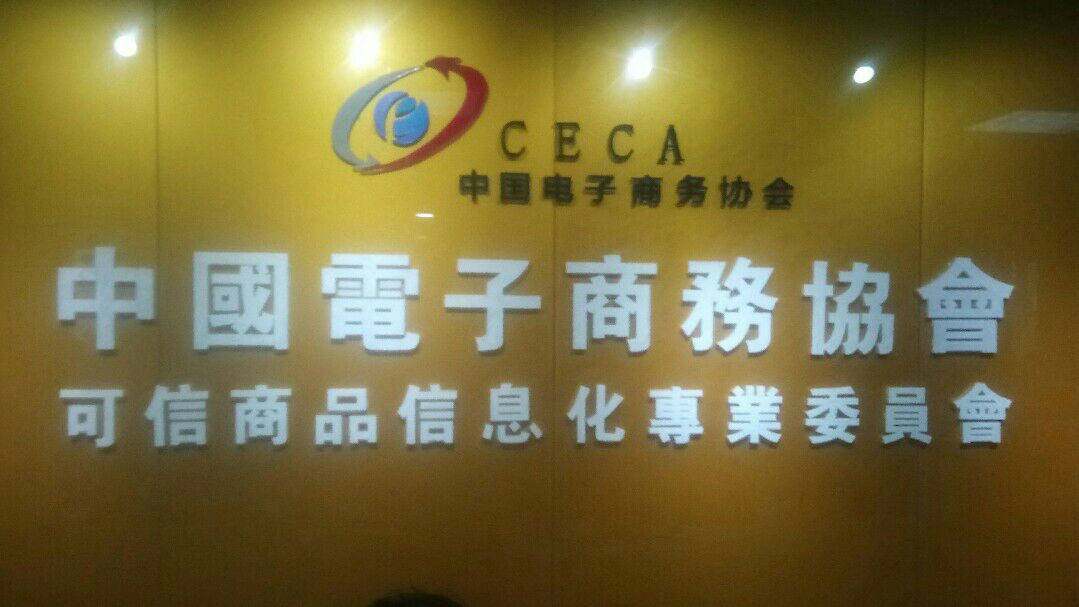 CECA
中国电子商务协会
中國電子商務協會
可信商品信息化專業委員會